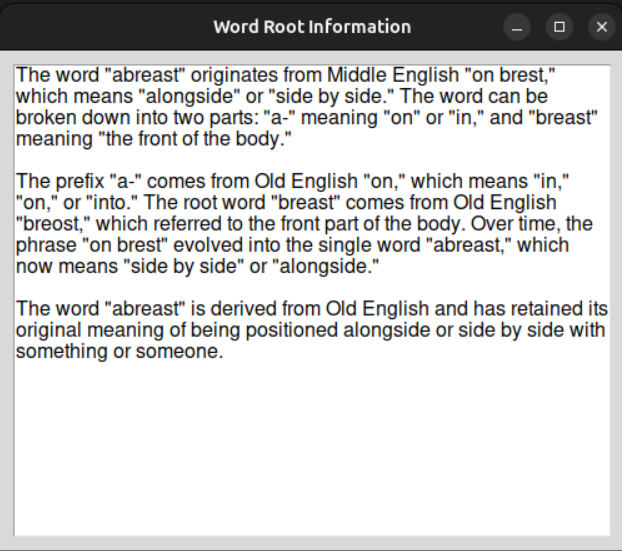 Word Root Information
The word "abreast" originates from Middle English "on brest,"
which means "alongside" or "side by side." The word can be
broken down into two parts: "a-" meaning "on" or "in," and "breast"
meaning "the front of the body."
The prefix "a-" comes from Old English "on," which means "in,"
"on," or "into." The root word "breast" comes from Old English
"breost," which referred to the front part of the body. Over time, the
phrase "on brest" evolved into the single word "abreast," which
now means "side by side" or "alongside."
The word "abreast" is derived from Old English and has retained its
original meaning of being positioned alongside or side by side with
something or someone.